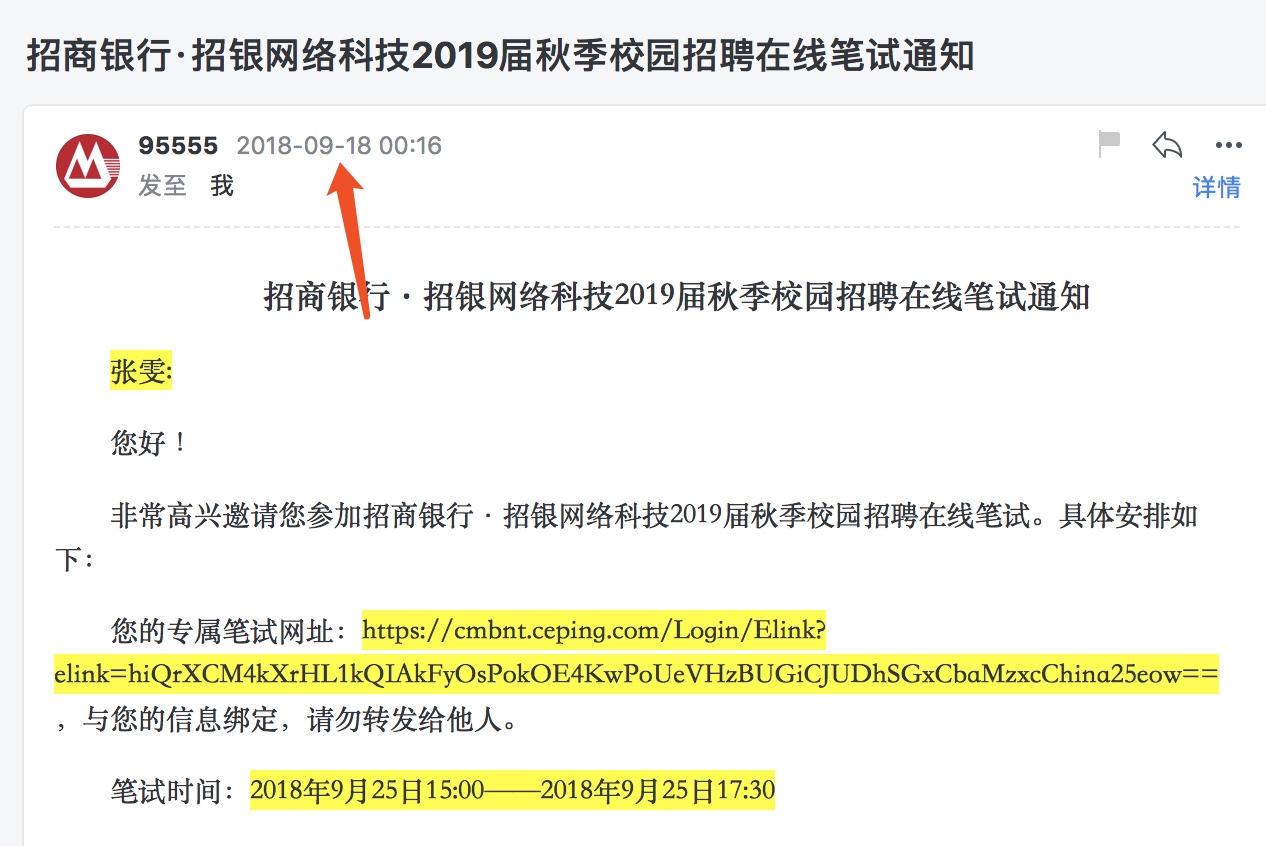 招商银行·招银网络科技2019届秋季校园招聘在线笔试通知
95555 2018-09-18 00:16
发至 我
详情
招商银行 · 招银网络科技2019届秋季校园招聘在线笔试通知
张雯:
您好！
非常高兴邀请您参加招商银行 · 招银网络科技2019届秋季校园招聘在线笔试。具体安排如
下：
您的专属笔试网址：https://cmbnt.ceping.com/Login/Elink?
elink=hiQrXCM4kXrHL1kQIAkFyOsPokOE4KwPoUeVHzBUGiCJUDhSGxCbaMzxcChina25eow==
，与您的信息绑定，请勿转发给他人。
笔试时间：2018年9月25日15:00——2018年9月25日17:30